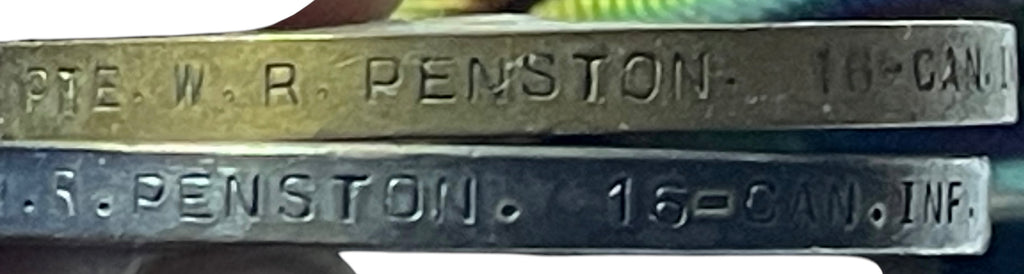 PTE. W. R. PENSTON. 16-CAN.I
. R. PENSTON. 16-CAN. INF.